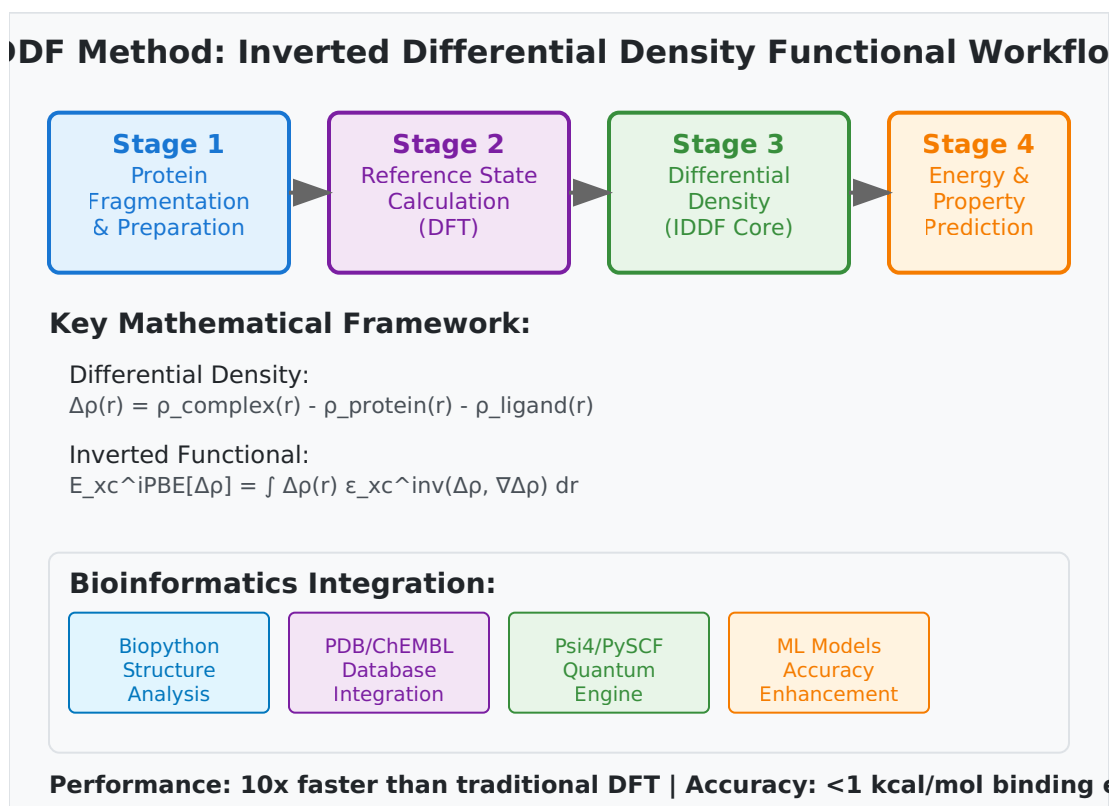 DDF Method: Inverted Differential Density Functional Workflo
Stage 1
Protein
Fragmentation
& Preparation
Stage 2
Reference State
Calculation
(DFT)
Stage 3
Differential
Density
(IDDF Core)
Stage 4
Energy &
Property
Prediction
Key Mathematical Framework:
Differential Density:
Δρ(r) = ρ_complex(r) - ρ_protein(r) - ρ_ligand(r)
Inverted Functional:
E_xc^iPBE[Δρ] = ∫ Δρ(r) ε_xc^inv(Δρ, ∇Δρ) dr
Bioinformatics Integration:
Biopython
Structure
Analysis
PDB/ChEMBL
Database
Integration
Psi4/PySCF
Quantum
Engine
ML Models
Accuracy
Enhancement
Performance: 10x faster than traditional DFT | Accuracy: <1 kcal/mol binding